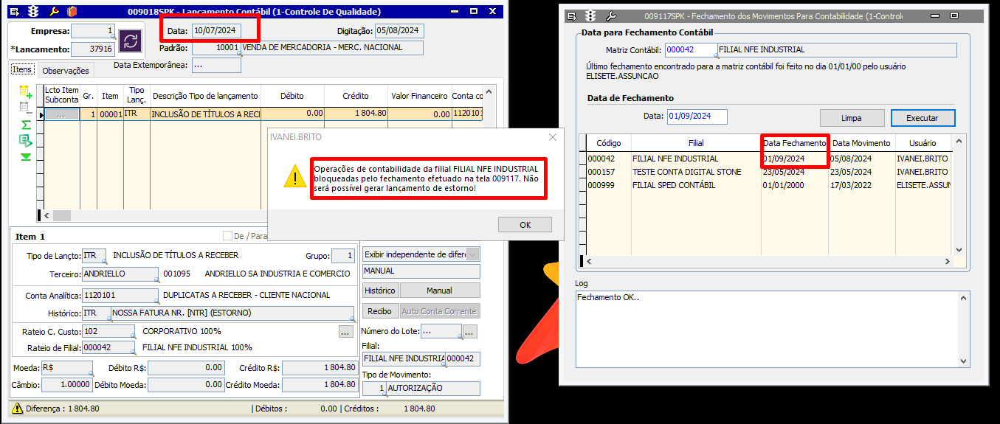 009018SPK - Lançamento Contábil (1-Controle De Qualidade)
Empresa: 1
*Lançamento: 37916
Data: 10/07/2024
Digitação: 05/08/2024
Padrão: 10001 VENDA DE MERCADORIA - MERC. NACIONAL
Data Extemporânea: ...
Itens Observações
Lcto Item Subconta Gr. Item Tipo Lanç. Descrição Tipo de lançamento Débito Crédito Valor Financeiro Conta co
... 1 00001 ITR INCLUSÃO DE TÍTULOS A RECE 0.00 1 804.80 0.00 1120101
IVANEI.BRITO
Operações de contabilidade da filial FILIAL NFE INDUSTRIAL
bloqueadas pelo fechamento efetuado na tela 009117. Não
será possível gerar lançamento de estorno!
OK
Item 1
De / Para
Tipo de Lançto: ITR INCLUSÃO DE TÍTULOS A RECEBER Grupo: 1
Terceiro: ANDRIELLO 001095 ANDRIELLO SA INDUSTRIA E COMERCIO
Conta Analítica: 1120101 DUPLICATAS A RECEBER - CLIENTE NACIONAL
Histórico: ITR NOSSA FATURA NR. [NTR] (ESTORNO)
Rateio C. Custo: 102 CORPORATIVO 100% ...
Rateio de Filial: 000042 FILIAL NFE INDUSTRIAL 100%
Moeda: R$ Débito R$: 0.00 Crédito R$: 1 804.80
Câmbio: 1.00000 Débito Moeda: 0.00 Crédito Moeda: 1 804.80
Exibir independente de difere
MANUAL
Histórico Manual
Recibo Auto Conta Corrente
Número do Lote: ... ...
Filial:
FILIAL NFE INDUSTRIA 000042
Tipo de Movimento:
1 AUTORIZAÇÃO
Diferença : 1 804.80 | Débitos : 0.00 | Créditos : 1 804.80
009117SPK - Fechamento dos Movimentos Para Contabilidade (1-Controle
Data para Fechamento Contábil
Matriz Contábil: 000042 FILIAL NFE INDUSTRIAL
Último fechamento encontrado para a matriz contábil foi feito no dia 01/01/00 pelo usuário
ELISETE.ASSUNCAO
Data de Fechamento
Data: 01/09/2024 Limpa Executar
Código Filial Data Fechamento Data Movimento Usuário
000042 FILIAL NFE INDUSTRIAL 01/09/2024 05/08/2024 IVANEI.BRITO
000157 TESTE CONTA DIGITAL STONE 23/05/2024 23/05/2024 IVANEI.BRITO
000999 FILIAL SPED CONTÁBIL 01/01/2000 17/03/2022 ELISETE.ASSUN
Log
Fechamento OK..